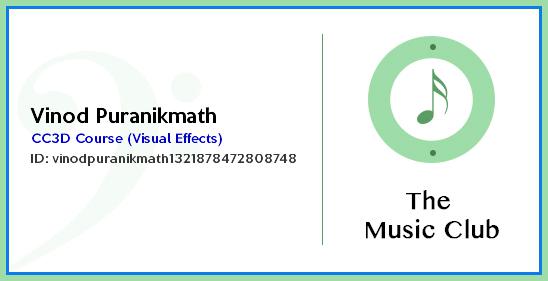 Vinod Puranikmath
CC3D Course (Visual Effects)
ID: vinodpuranikmath1321878472808748
The
Music Club